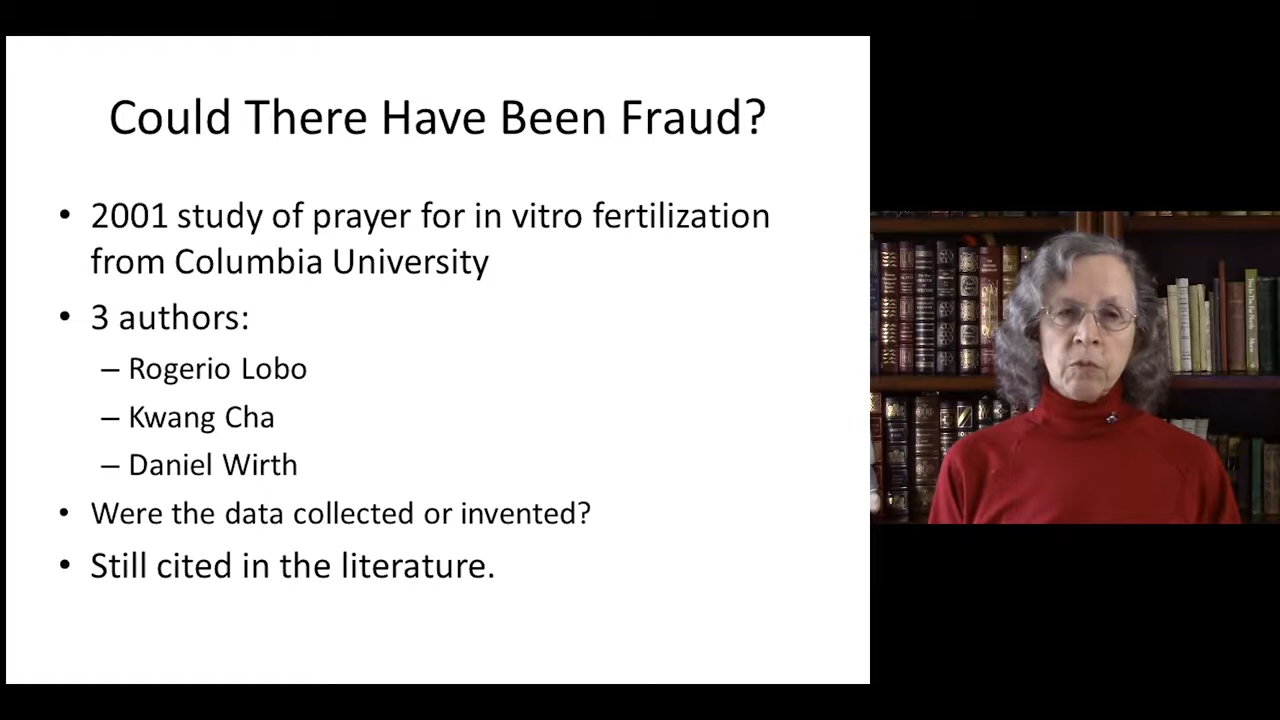 Could There Have Been Fraud?
• 2001 study of prayer for in vitro fertilization
from Columbia University
• 3 authors:
– Rogerio Lobo
– Kwang Cha
– Daniel Wirth
• Were the data collected or invented?
• Still cited in the literature.